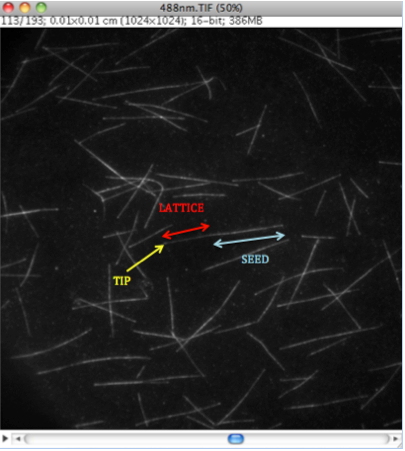 488nm.TIF (50%)
113/193; 0.01x0.01 cm (1024x1024); 16-bit; 386MB
LATTICE
SEED
TIP